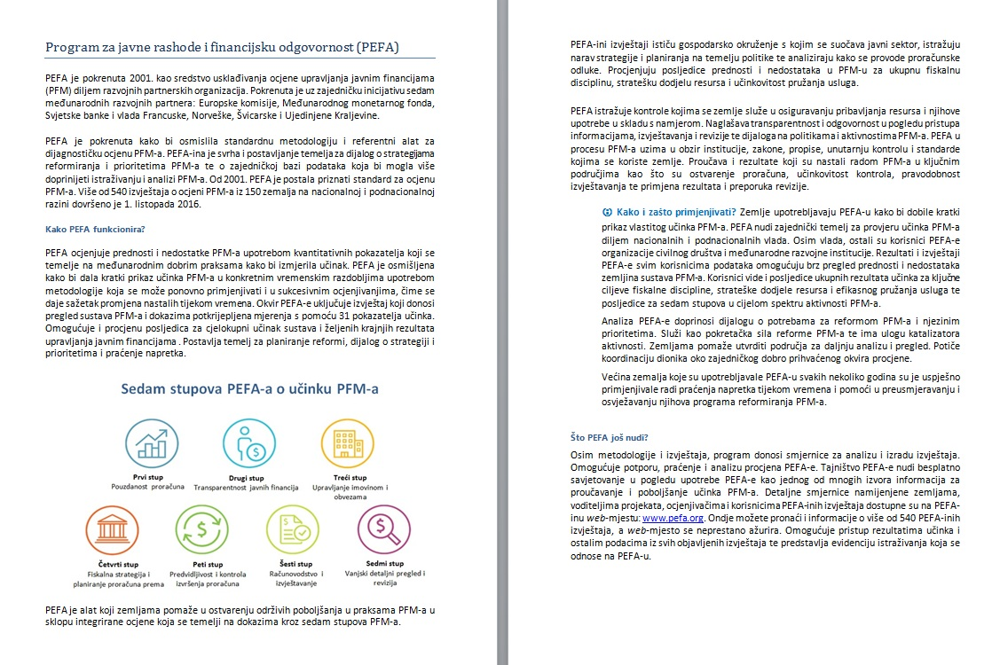 Program za javne rashode i financijsku odgovornost (PEFA)
PEFA je pokrenuta 2001. kao sredstvo usklađivanja ocjene upravljanja javnim financijama
(PFM) diljem razvojnih partnerskih organizacija. Pokrenuta je uz zajedničku inicijativu sedam
međunarodnih razvojnih partnera: Europske komisije, Međunarodnog monetarnog fonda,
Svjetske banke i vlada Francuske, Norveške, Švicarske i Ujedinjene Kraljevine.
PEFA je pokrenuta kako bi osmislila standardnu metodologiju i referentni alat za
dijagnostičku ocjenu PFM-a. PEFA-ina je svrha i postavljanje temelja za dijalog o strategijama
reformiranja i prioritetima PFM-a te o zajedničkoj bazi podataka koja bi mogla više
doprinijeti istraživanju i analizi PFM-a. Od 2001. PEFA je postala priznati standard za ocjenu
PFM-a. Više od 540 izvještaja o ocjeni PFM-a iz 150 zemalja na nacionalnoj i podnacionalnoj
razini dovršeno je 1. listopada 2016.
Kako PEFA funkcionira?
PEFA ocjenjuje prednosti i nedostatke PFM-a upotrebom kvantitativnih pokazatelja koji se
temelje na međunarodnim dobrim praksama kako bi izmjerila učinak. PEFA je osmišljena
kako bi dala kratki prikaz učinka PFM-a u konkretnim vremenskim razdobljima upotrebom
metodologije koja se može ponovno primjenjivati i u sukcesivnim ocjenjivanjima, čime se
daje sažetak promjena nastalih tijekom vremena. Okvir PEFA-e uključuje izvještaj koji donosi
pregled sustava PFM-a i dokazima potkrijepljena mjerenja s pomoću 31 pokazatelja učinka.
Omogućuje i procjenu posljedica za cjelokupni učinak sustava i željenih krajnjih rezultata
upravljanja javnim financijama . Postavlja temelj za planiranje reformi, dijalog o strategiji i
prioritetima i praćenje napretka.
Sedam stupova PEFA-a o učinku PFM-a
Prvi stup
Pouzdanost proračuna
Drugi stup
Transparentnost javnih financija
Treći stup
Upravljanje imovinom i
obvezama
Četvrti stup
Fiskalna strategija i
planiranje proračuna prema
Peti stup
Predvidljivost i kontrola
izvršenja proračuna
Šesti stup
Računovodstvo i
izvještavanje
Sedmi stup
Vanjski detaljni pregled i
revizija
PEFA je alat koji zemljama pomaže u ostvarenju održivih poboljšanja u praksama PFM-a u
sklopu integrirane ocjene koja se temelji na dokazima kroz sedam stupova PFM-a.
PEFA-ini izvještaji ističu gospodarsko okruženje s kojim se suočava javni sektor, istražuju
narav strategije i planiranja na temelju politike te analiziraju kako se provode proračunske
odluke. Procjenjuju posljedice prednosti i nedostataka u PFM-u za ukupnu fiskalnu
disciplinu, stratešku dodjelu resursa i učinkovitost pružanja usluga.
PEFA istražuje kontrole kojima se zemlje služe u osiguravanju pribavljanja resursa i njihove
upotrebe u skladu s namjerom. Naglašava transparentnost i odgovornost u pogledu pristupa
informacijama, izvještavanja i revizije te dijaloga na politikama i aktivnostima PFM-a. PEFA u
procesu PFM-a uzima u obzir institucije, zakone, propise, unutarnju kontrolu i standarde
kojima se koriste zemlje. Proučava i rezultate koji su nastali radom PFM-a u ključnim
područjima kao što su ostvarenje proračuna, učinkovitost kontrola, pravodobnost
izvještavanja te primjena rezultata i preporuka revizije.
Kako i zašto primjenjivati? Zemlje upotrebljavaju PEFA-u kako bi dobile kratki
prikaz vlastitog učinka PFM-a. PEFA nudi zajednički temelj za provjeru učinka PFM-a
diljem nacionalnih i podnacionalnih vlada. Osim vlada, ostali su korisnici PEFA-e
organizacije civilnog društva i međunarodne razvojne institucije. Rezultati i izvještaji
PEFA-e svim korisnicima podataka omogućuju brz pregled prednosti i nedostataka
zemljina sustava PFM-a. Korisnici vide i posljedice ukupnih rezultata učinka za ključne
ciljeve fiskalne discipline, strateške dodjele resursa i efikasnog pružanja usluga te
posljedice za sedam stupova u cijelom spektru aktivnosti PFM-a.
Analiza PEFA-e doprinosi dijalogu o potrebama za reformom PFM-a i njezinim
prioritetima. Služi kao pokretačka sila reforme PFM-a te ima ulogu katalizatora
aktivnosti. Zemljama pomaže utvrditi područja za daljnju analizu i pregled. Potiče
koordinaciju dionika oko zajedničkog dobro prihvaćenog okvira procjene.
Većina zemalja koje su upotrebljavale PEFA-u svakih nekoliko godina su je uspješno
primjenjivale radi praćenja napretka tijekom vremena i pomoći u preusmjeravanju i
osvježavanju njihova programa reformiranja PFM-a.
Što PEFA još nudi?
Osim metodologije i izvještaja, program donosi smjernice za analizu i izradu izvještaja.
Omogućuje potporu, praćenje i analizu procjena PEFA-e. Tajništvo PEFA-e nudi besplatno
savjetovanje u pogledu upotrebe PEFA-e kao jednog od mnogih izvora informacija za
proučavanje i poboljšanje učinka PFM-a. Detaljne smjernice namijenjene zemljama,
voditeljima projekata, ocjenjivačima i korisnicima PEFA-inih izvještaja dostupne su na PEFA-
inu web-mjestu: www.pefa.org. Ondje možete pronaći i informacije o više od 540 PEFA-inih
izvještaja, a web-mjesto se neprestano ažurira. Omogućuje pristup rezultatima učinka i
ostalim podacima iz svih objavljenih izvještaja te predstavlja evidenciju istraživanja koja se
odnose na PEFA-u.